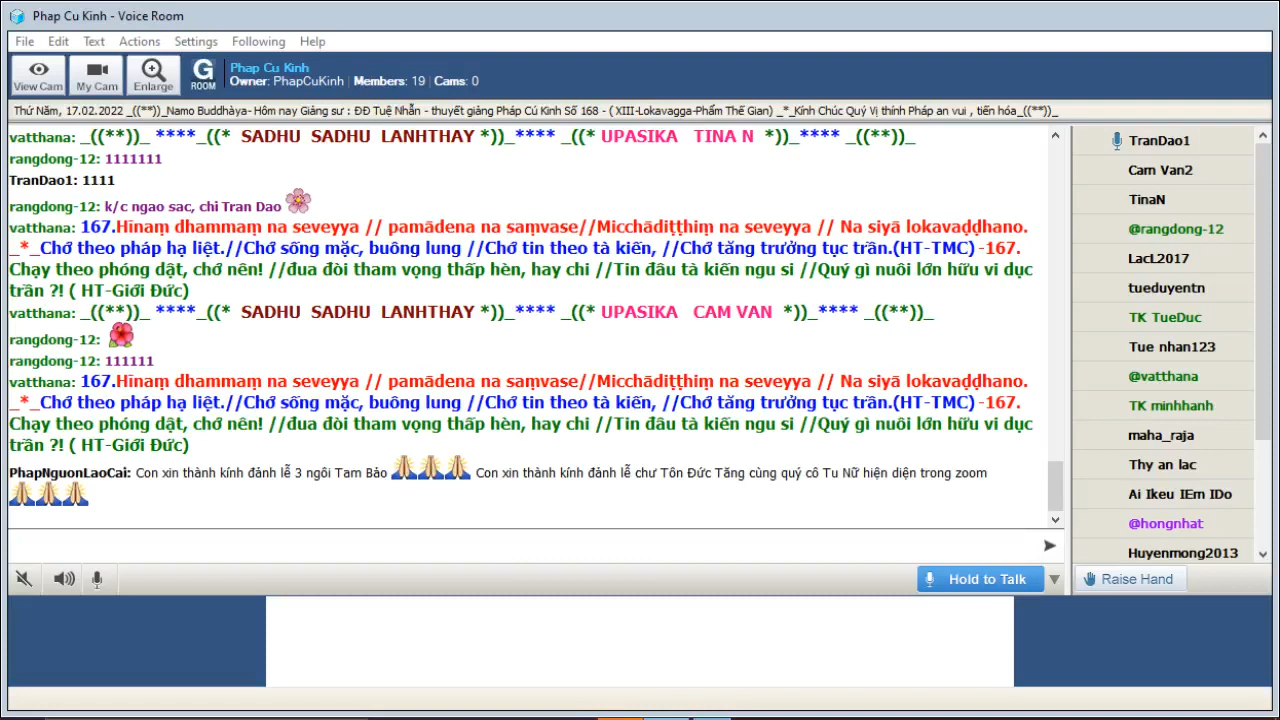 Phap Cu Kinh - Voice Room
File Edit Text Actions Settings Following Help
View Cam My Cam Enlarge G ROOM
Phap Cu Kinh
Owner: PhapCuKinh | Members: 19 | Cams: 0
Thứ Năm, 17.02.2022 _((**))_Namo Buddhàya- Hôm nay Giảng sư : ĐĐ Tuệ Nhẫn - thuyết giảng Pháp Cú Kinh Số 168 - ( XIII-Lokavagga-Phẩm Thế Gian) _*_Kính Chúc Quý Vị thính Pháp an vui , tiến hóa_((**))_
vatthana: _((**))_ ****_((* SADHU SADHU LANHTHAY *))_**** _((* UPASIKA TINA N *))_**** _((**))_
rangdong-12: 1111111
TranDao1: 1111
rangdong-12: k/c ngao sac, chi Tran Dao
vatthana: 167.Hīnaṃ dhammaṃ na seveyya // pamādena na saṃvase//Micchādiṭṭhiṃ na seveyya // Na siyā lokavaḍḍhano.
_*_Chớ theo pháp hạ liệt.//Chớ sống mặc, buông lung //Chớ tin theo tà kiến, //Chớ tăng trưởng tục trần.(HT-TMC) -167.
Chạy theo phóng dật, chớ nên! //đua đòi tham vọng thấp hèn, hay chi //Tin đâu tà kiến ngu si //Quý gì nuôi lớn hữu vi dục
trần ?! ( HT-Giới Đức)
vatthana: _((**))_ ****_((* SADHU SADHU LANHTHAY *))_**** _((* UPASIKA CAM VAN *))_**** _((**))_
rangdong-12:
rangdong-12: 111111
vatthana: 167.Hīnaṃ dhammaṃ na seveyya // pamādena na saṃvase//Micchādiṭṭhiṃ na seveyya // Na siyā lokavaḍḍhano.
_*_Chớ theo pháp hạ liệt.//Chớ sống mặc, buông lung //Chớ tin theo tà kiến, //Chớ tăng trưởng tục trần.(HT-TMC) -167.
Chạy theo phóng dật, chớ nên! //đua đòi tham vọng thấp hèn, hay chi //Tin đâu tà kiến ngu si //Quý gì nuôi lớn hữu vi dục
trần ?! ( HT-Giới Đức)
PhapNguonLaoCai: Con xin thành kính đảnh lễ 3 ngôi Tam Bảo Con xin thành kính đảnh lễ chư Tôn Đức Tăng cùng quý cô Tu Nữ hiện diện trong zoom
Hold to Talk
TranDao1
Cam Van2
TinaN
@rangdong-12
LacL2017
tueduyentn
TK TueDuc
Tue nhan123
@vatthana
TK minhhanh
maha_raja
Thy an lac
Ai Ikeu IEm IDo
@hongnhat
Huyenmong2013
Raise Hand